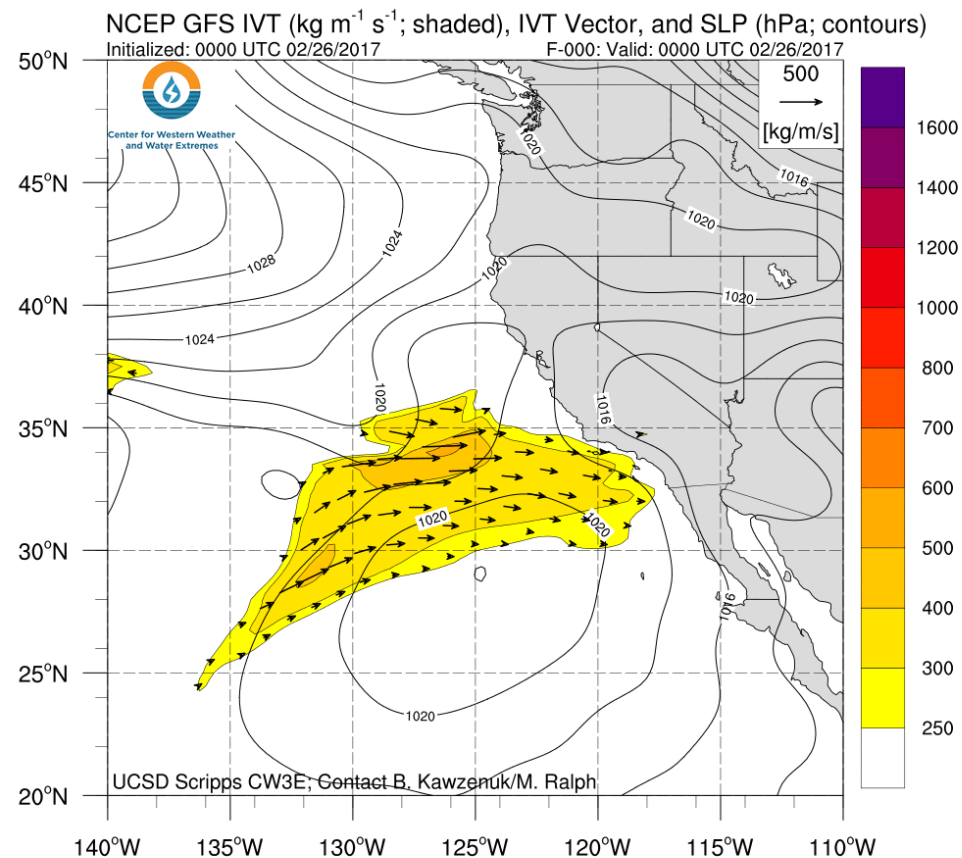 NCEP GFS IVT (kg m⁻¹ s⁻¹; shaded), IVT Vector, and SLP (hPa; contours)
Initialized: 0000 UTC 02/26/2017 F-000: Valid: 0000 UTC 02/26/2017
50°N
500
[kg/m/s]
Center for Western Weather
and Water Extremes
1600
1020
1016
45°N
1400
1020
1024
1200
1028
1020
1020
40°N
1000
1024
800
1020
1016
35°N
700
600
1020
1020
30°N
500
1016
400
25°N
300
1020
250
UCSD Scripps CW3E; Contact B. Kawzenuk/M. Ralph
20°N
140°W 135°W 130°W 125°W 120°W 115°W 110°W